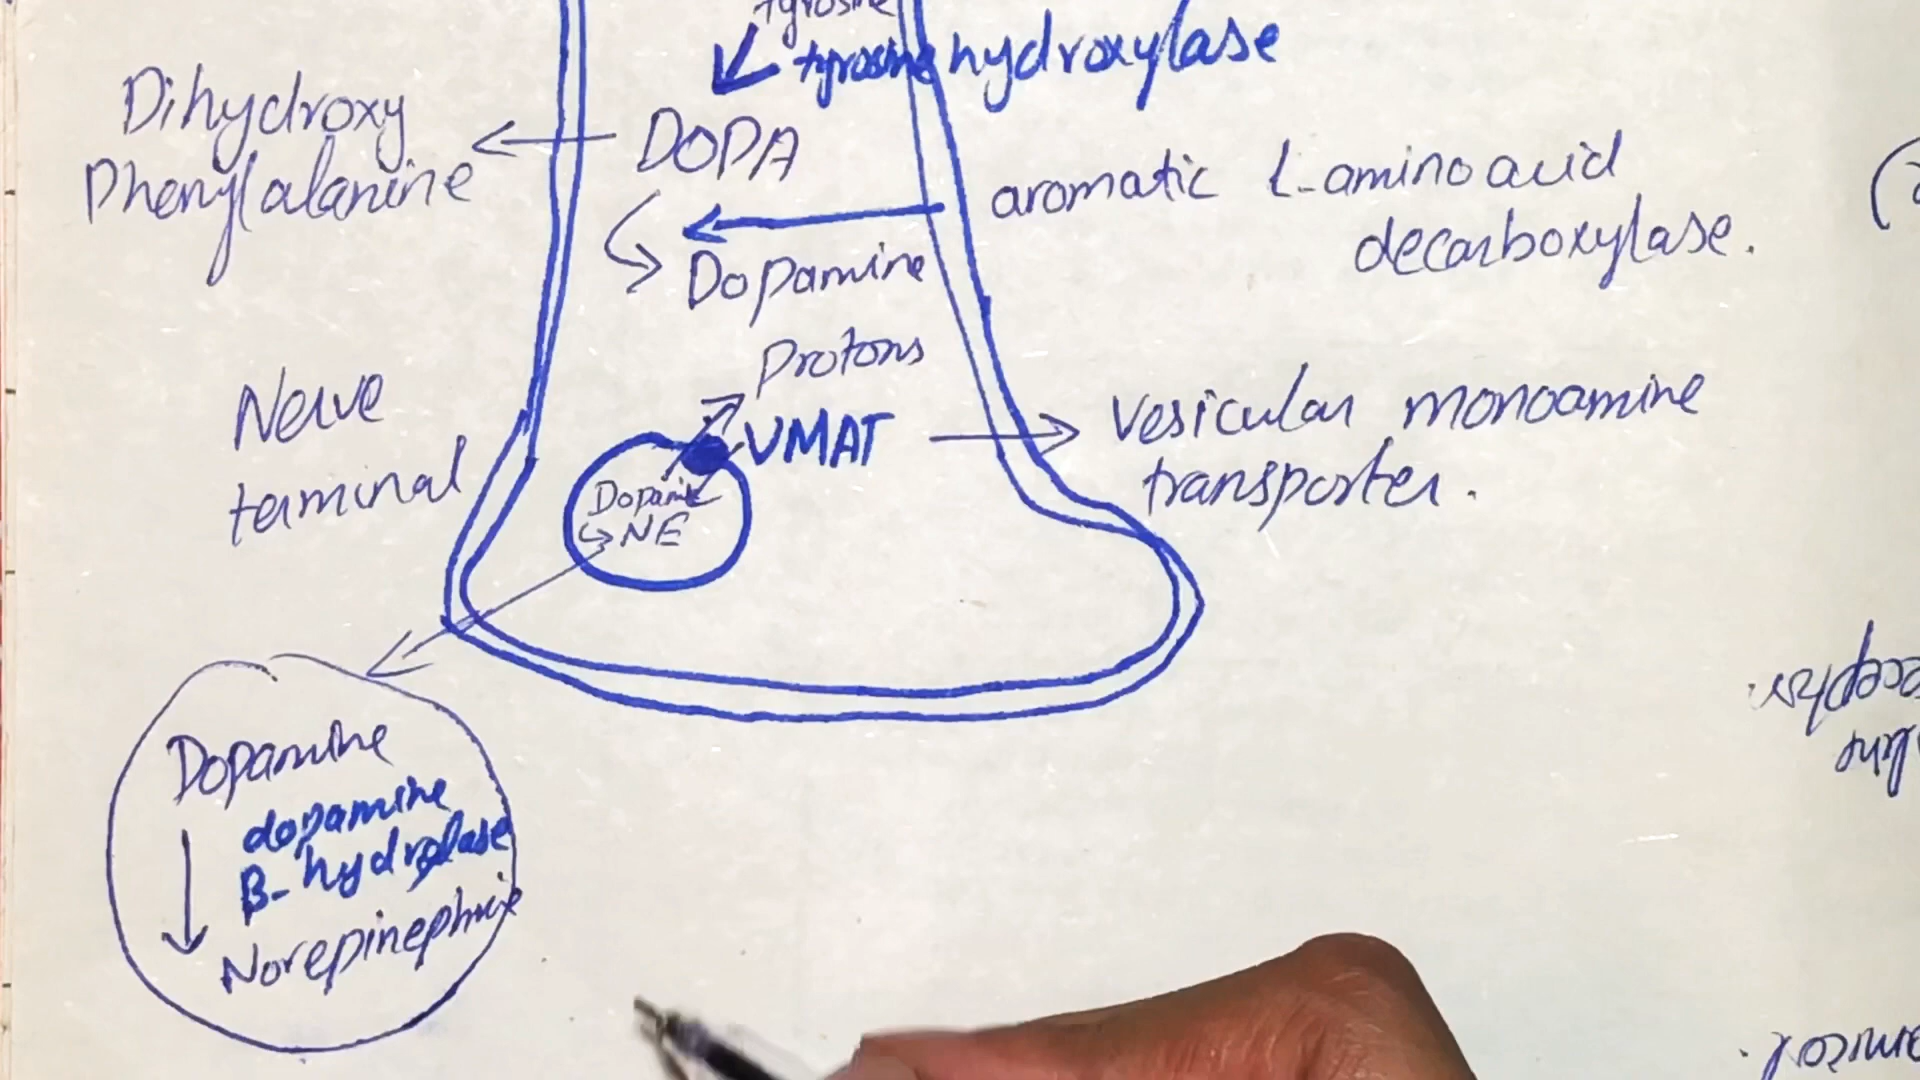 tyrosine
tyrosine hydroxylase
Dihydroxy
Phenylalanine
DOPA
aromatic L-amino acid
decarboxylase.
Dopamine
Protons
Nerve
terminal
VMAT
Vesicular monoamine
transporter.
Dopamine
NE
Dopamine
dopamine
B-hydrolase
Norepinephrine